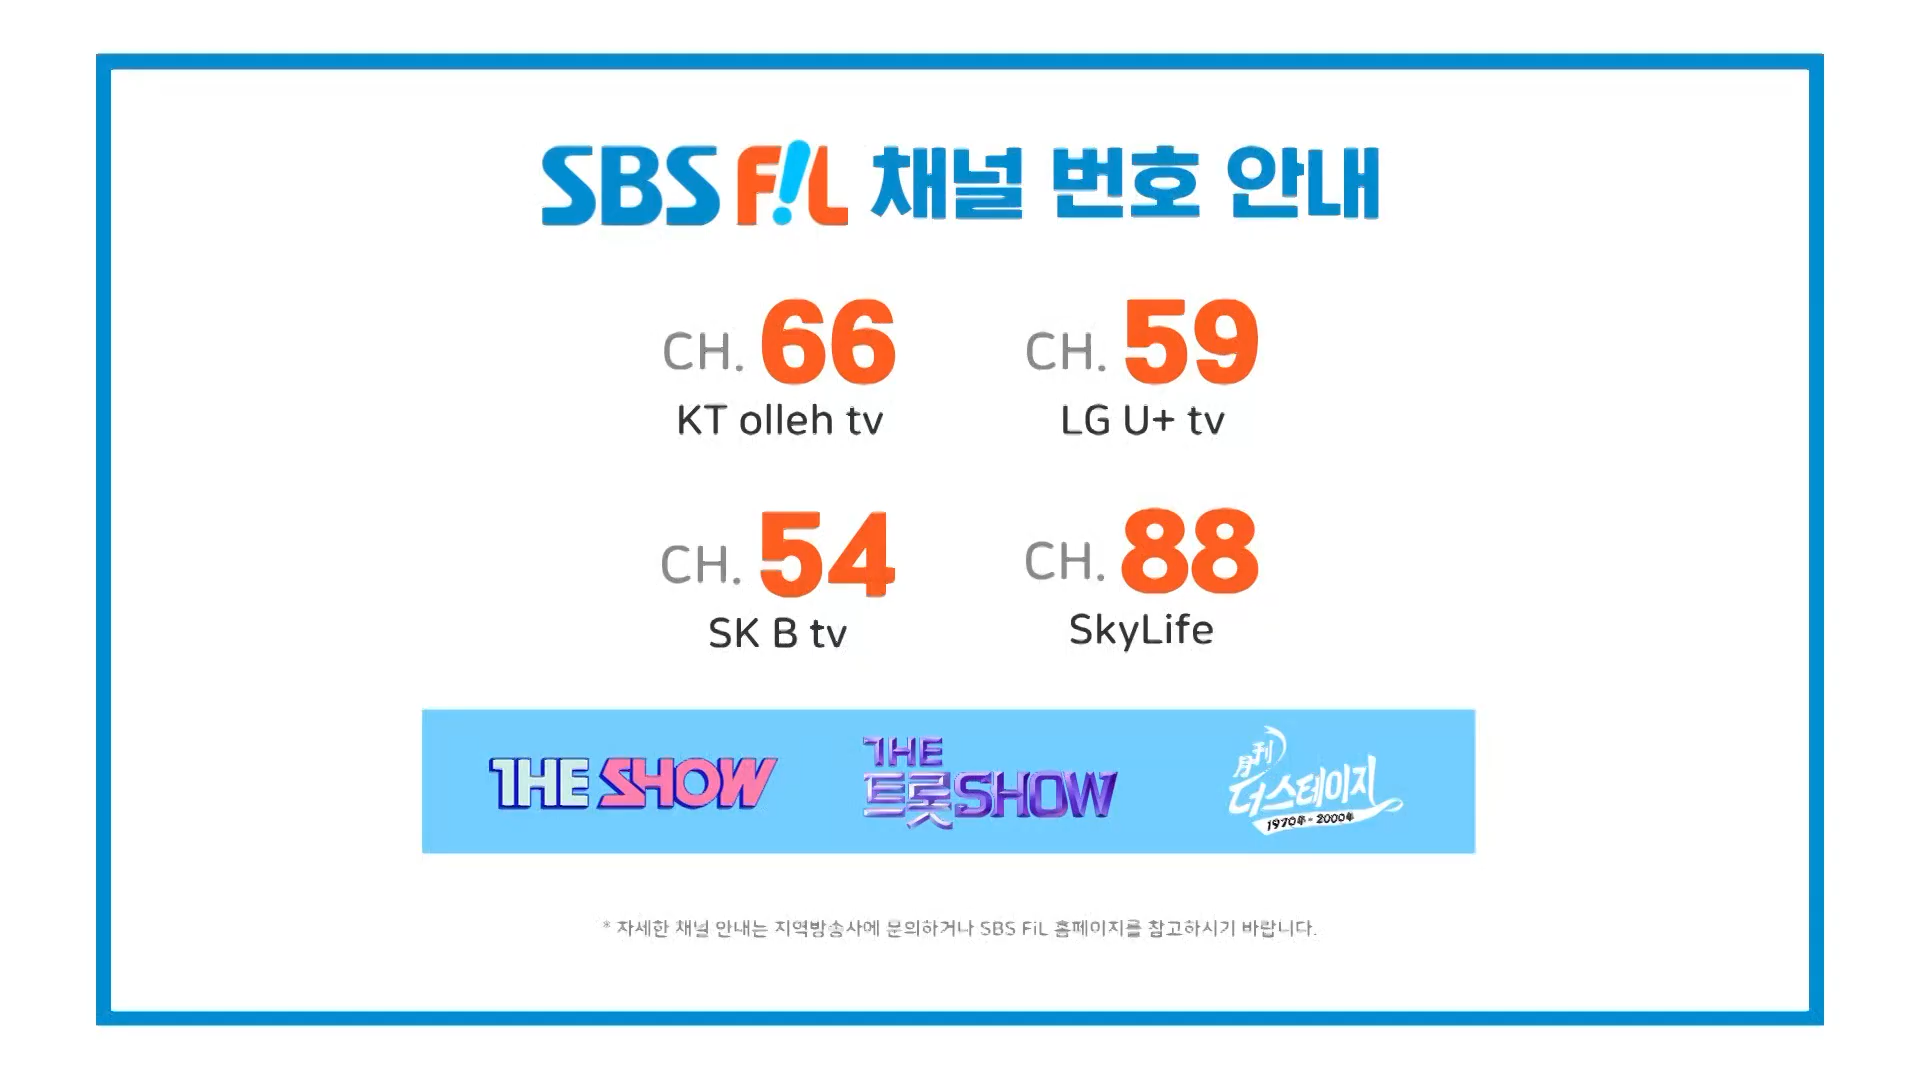 SBS F!L 채널 번호 안내
CH. 66
KT olleh tv
CH. 59
LG U+ tv
CH. 54
SK B tv
CH. 88
SkyLife
THE SHOW
THE
트롯SHOW
月刊
더스테이지
1970年-2000年
* 자세한 채널 안내는 지역방송사에 문의하거나 SBS FiL 홈페이지를 참고하시기 바랍니다.